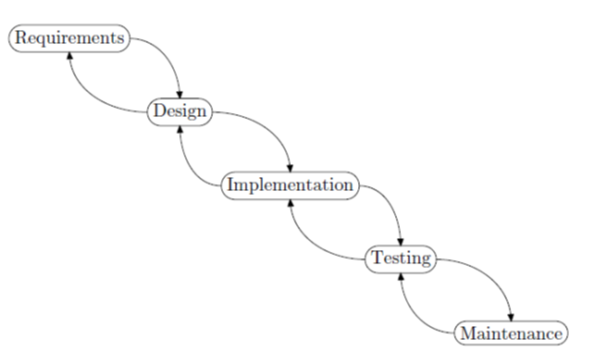 Requirements
Design
Implementation
Testing
Maintenance